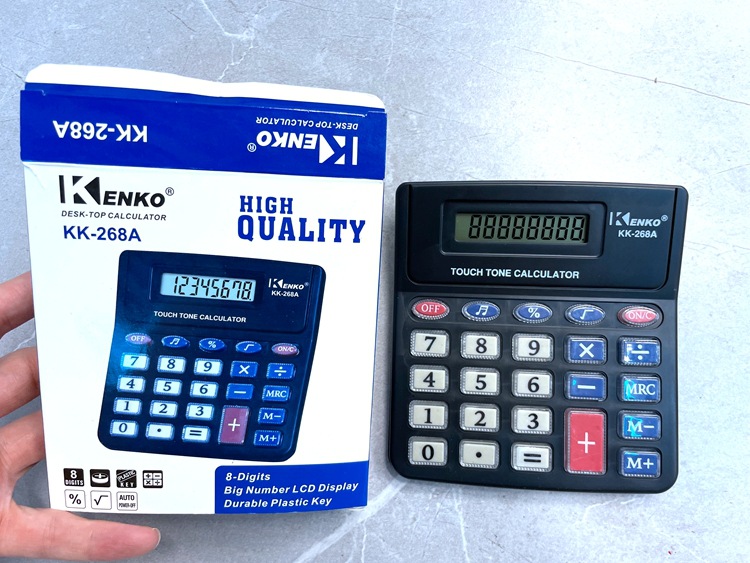 KENKO®
DESK-TOP CALCULATOR
KK-268A
KENKO®
DESK-TOP CALCULATOR
KK-268A
HIGH
QUALITY
12345678
KENKO
KK-268A
TOUCH TONE CALCULATOR
OFF % √ ON/C
7 8 9 × ÷
4 5 6 − MRC
1 2 3 + M−
0 · = M+
8-Digits
Big Number LCD Display
Durable Plastic Key
8
DIGITS
PLASTIC
KEY
+ − × ÷
% √
AUTO
POWER-OFF
88888888
KENKO
KK-268A
TOUCH TONE CALCULATOR
OFF % √ ON/C
7 8 9 × ÷
4 5 6 − MRC
1 2 3 + M−
0 · = M+